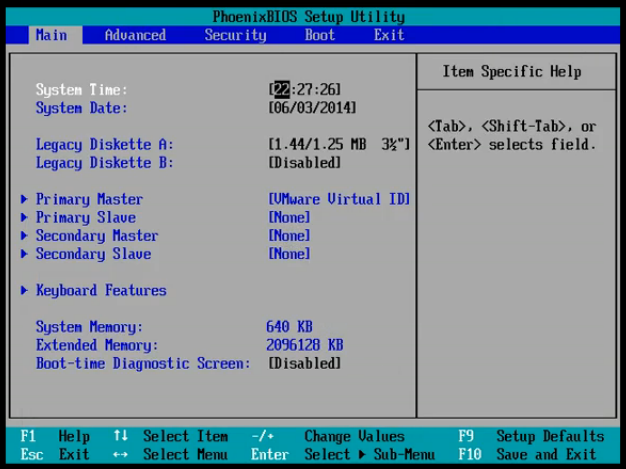 PhoenixBIOS Setup Utility
Main Advanced Security Boot Exit
Item Specific Help
System Time: [22:27:26]
System Date: [06/03/2014]
<Tab>, <Shift-Tab>, or
<Enter> selects field.
Legacy Diskette A: [1.44/1.25 MB 3½"]
Legacy Diskette B: [Disabled]
Primary Master [VMware Virtual ID]
Primary Slave [None]
Secondary Master [None]
Secondary Slave [None]
Keyboard Features
System Memory: 640 KB
Extended Memory: 2096128 KB
Boot-time Diagnostic Screen: [Disabled]
F1 Help ↑↓ Select Item -/+ Change Values F9 Setup Defaults
Esc Exit ↔ Select Menu Enter Select ▶ Sub-Menu F10 Save and Exit